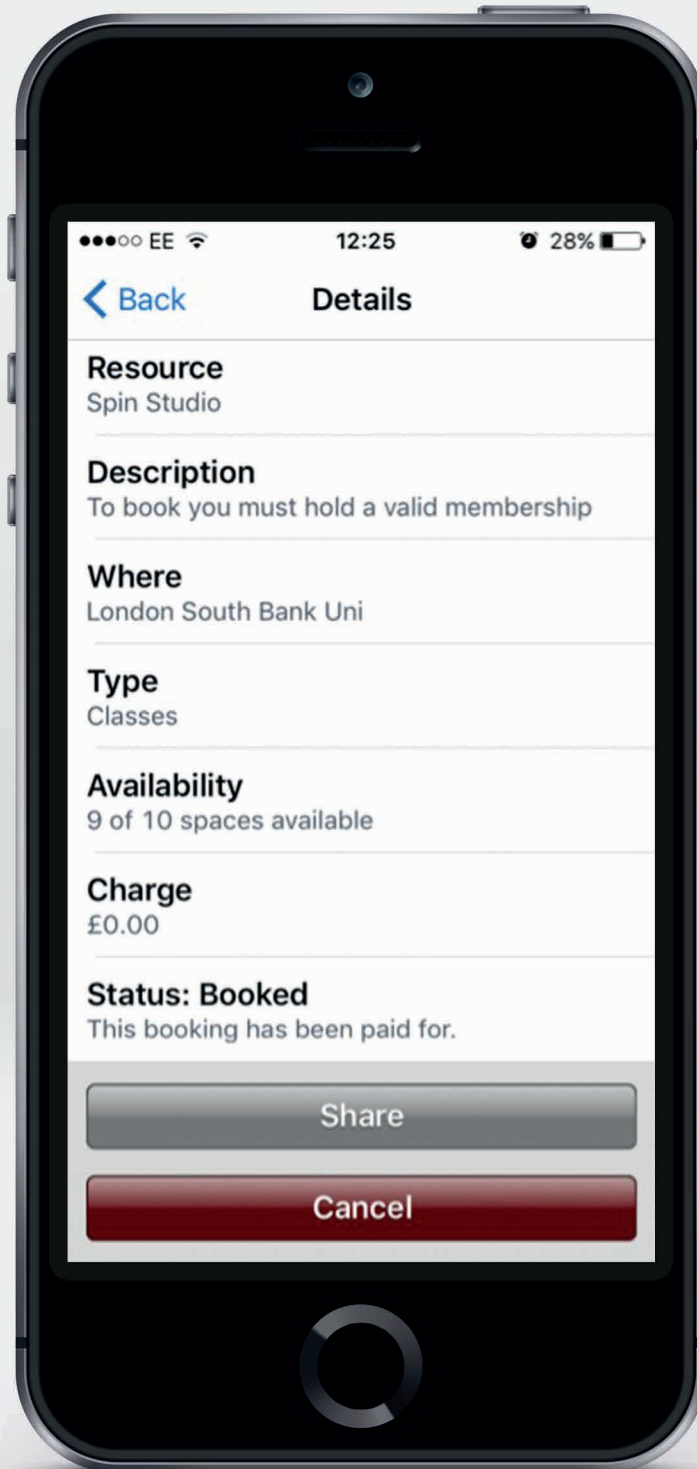 EE 12:25 28%
Back Details
Resource
Spin Studio
Description
To book you must hold a valid membership
Where
London South Bank Uni
Type
Classes
Availability
9 of 10 spaces available
Charge
£0.00
Status: Booked
This booking has been paid for.
Share
Cancel